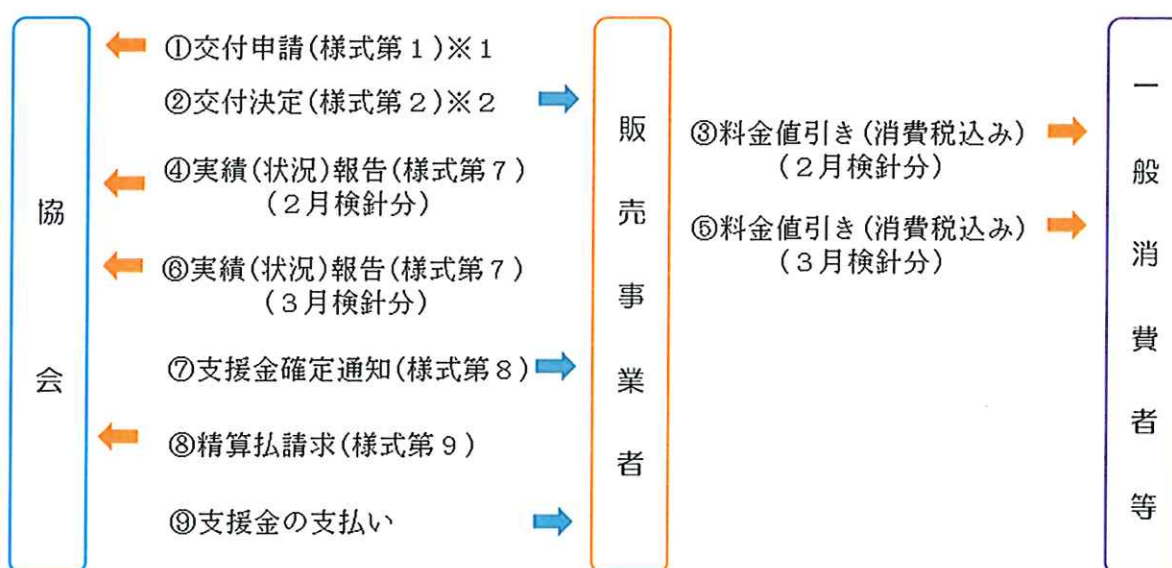 協会
①交付申請(様式第1)※1
②交付決定(様式第2)※2
④実績(状況)報告(様式第7)
(2月検針分)
⑥実績(状況)報告(様式第7)
(3月検針分)
⑦支援金確定通知(様式第8)
⑧精算払請求(様式第9)
⑨支援金の支払い
販売事業者
③料金値引き(消費税込み)
(2月検針分)
⑤料金値引き(消費税込み)
(3月検針分)
一般消費者等